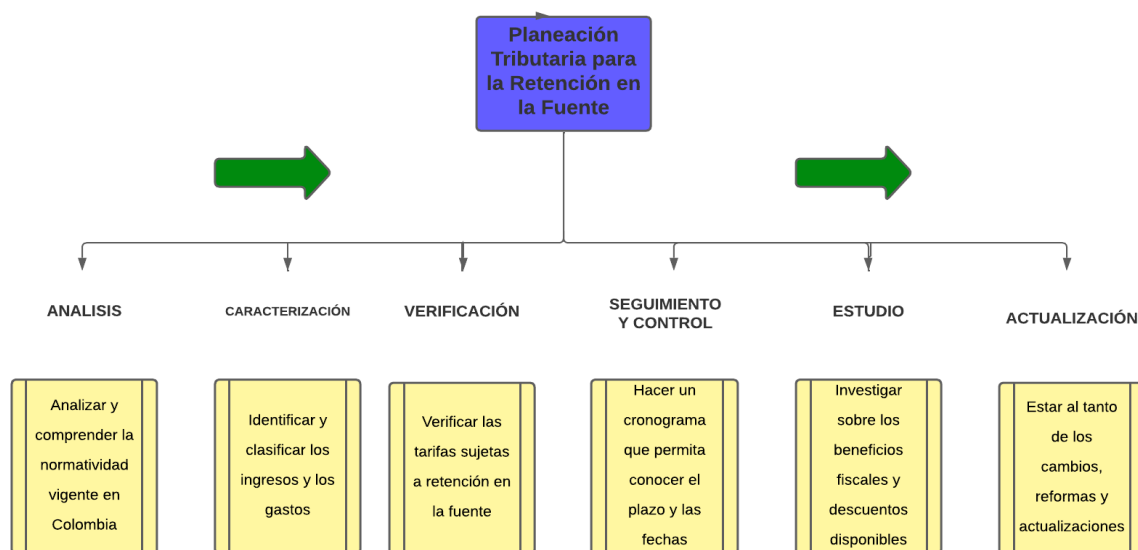 Planeación
Tributaria para
la Retención en
la Fuente
ANALISIS
CARACTERIZACIÓN
VERIFICACIÓN
SEGUIMIENTO
Y CONTROL
ESTUDIO
ACTUALIZACIÓN
Analizar y
comprender la
normatividad
vigente en
Colombia
Identificar y
clasificar los
ingresos y los
gastos
Verificar las
tarifas sujetas
a retención en
la fuente
Hacer un
cronograma
que permita
conocer el
plazo y las
fechas
Investigar
sobre los
beneficios
fiscales y
descuentos
disponibles
Estar al tanto
de los
cambios,
reformas y
actualizaciones